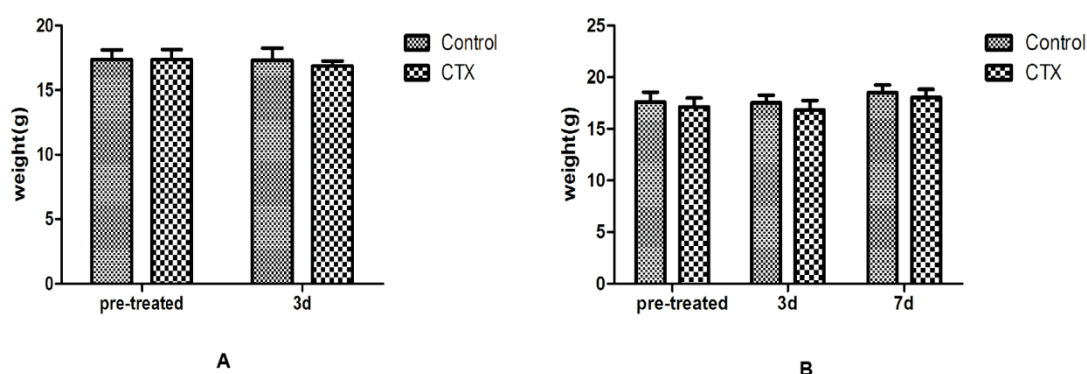 20
15
10
5
0
weight(g)
pre-treated
3d
Control
CTX
A
25
20
15
10
5
0
weight(g)
pre-treated
3d
7d
Control
CTX
B